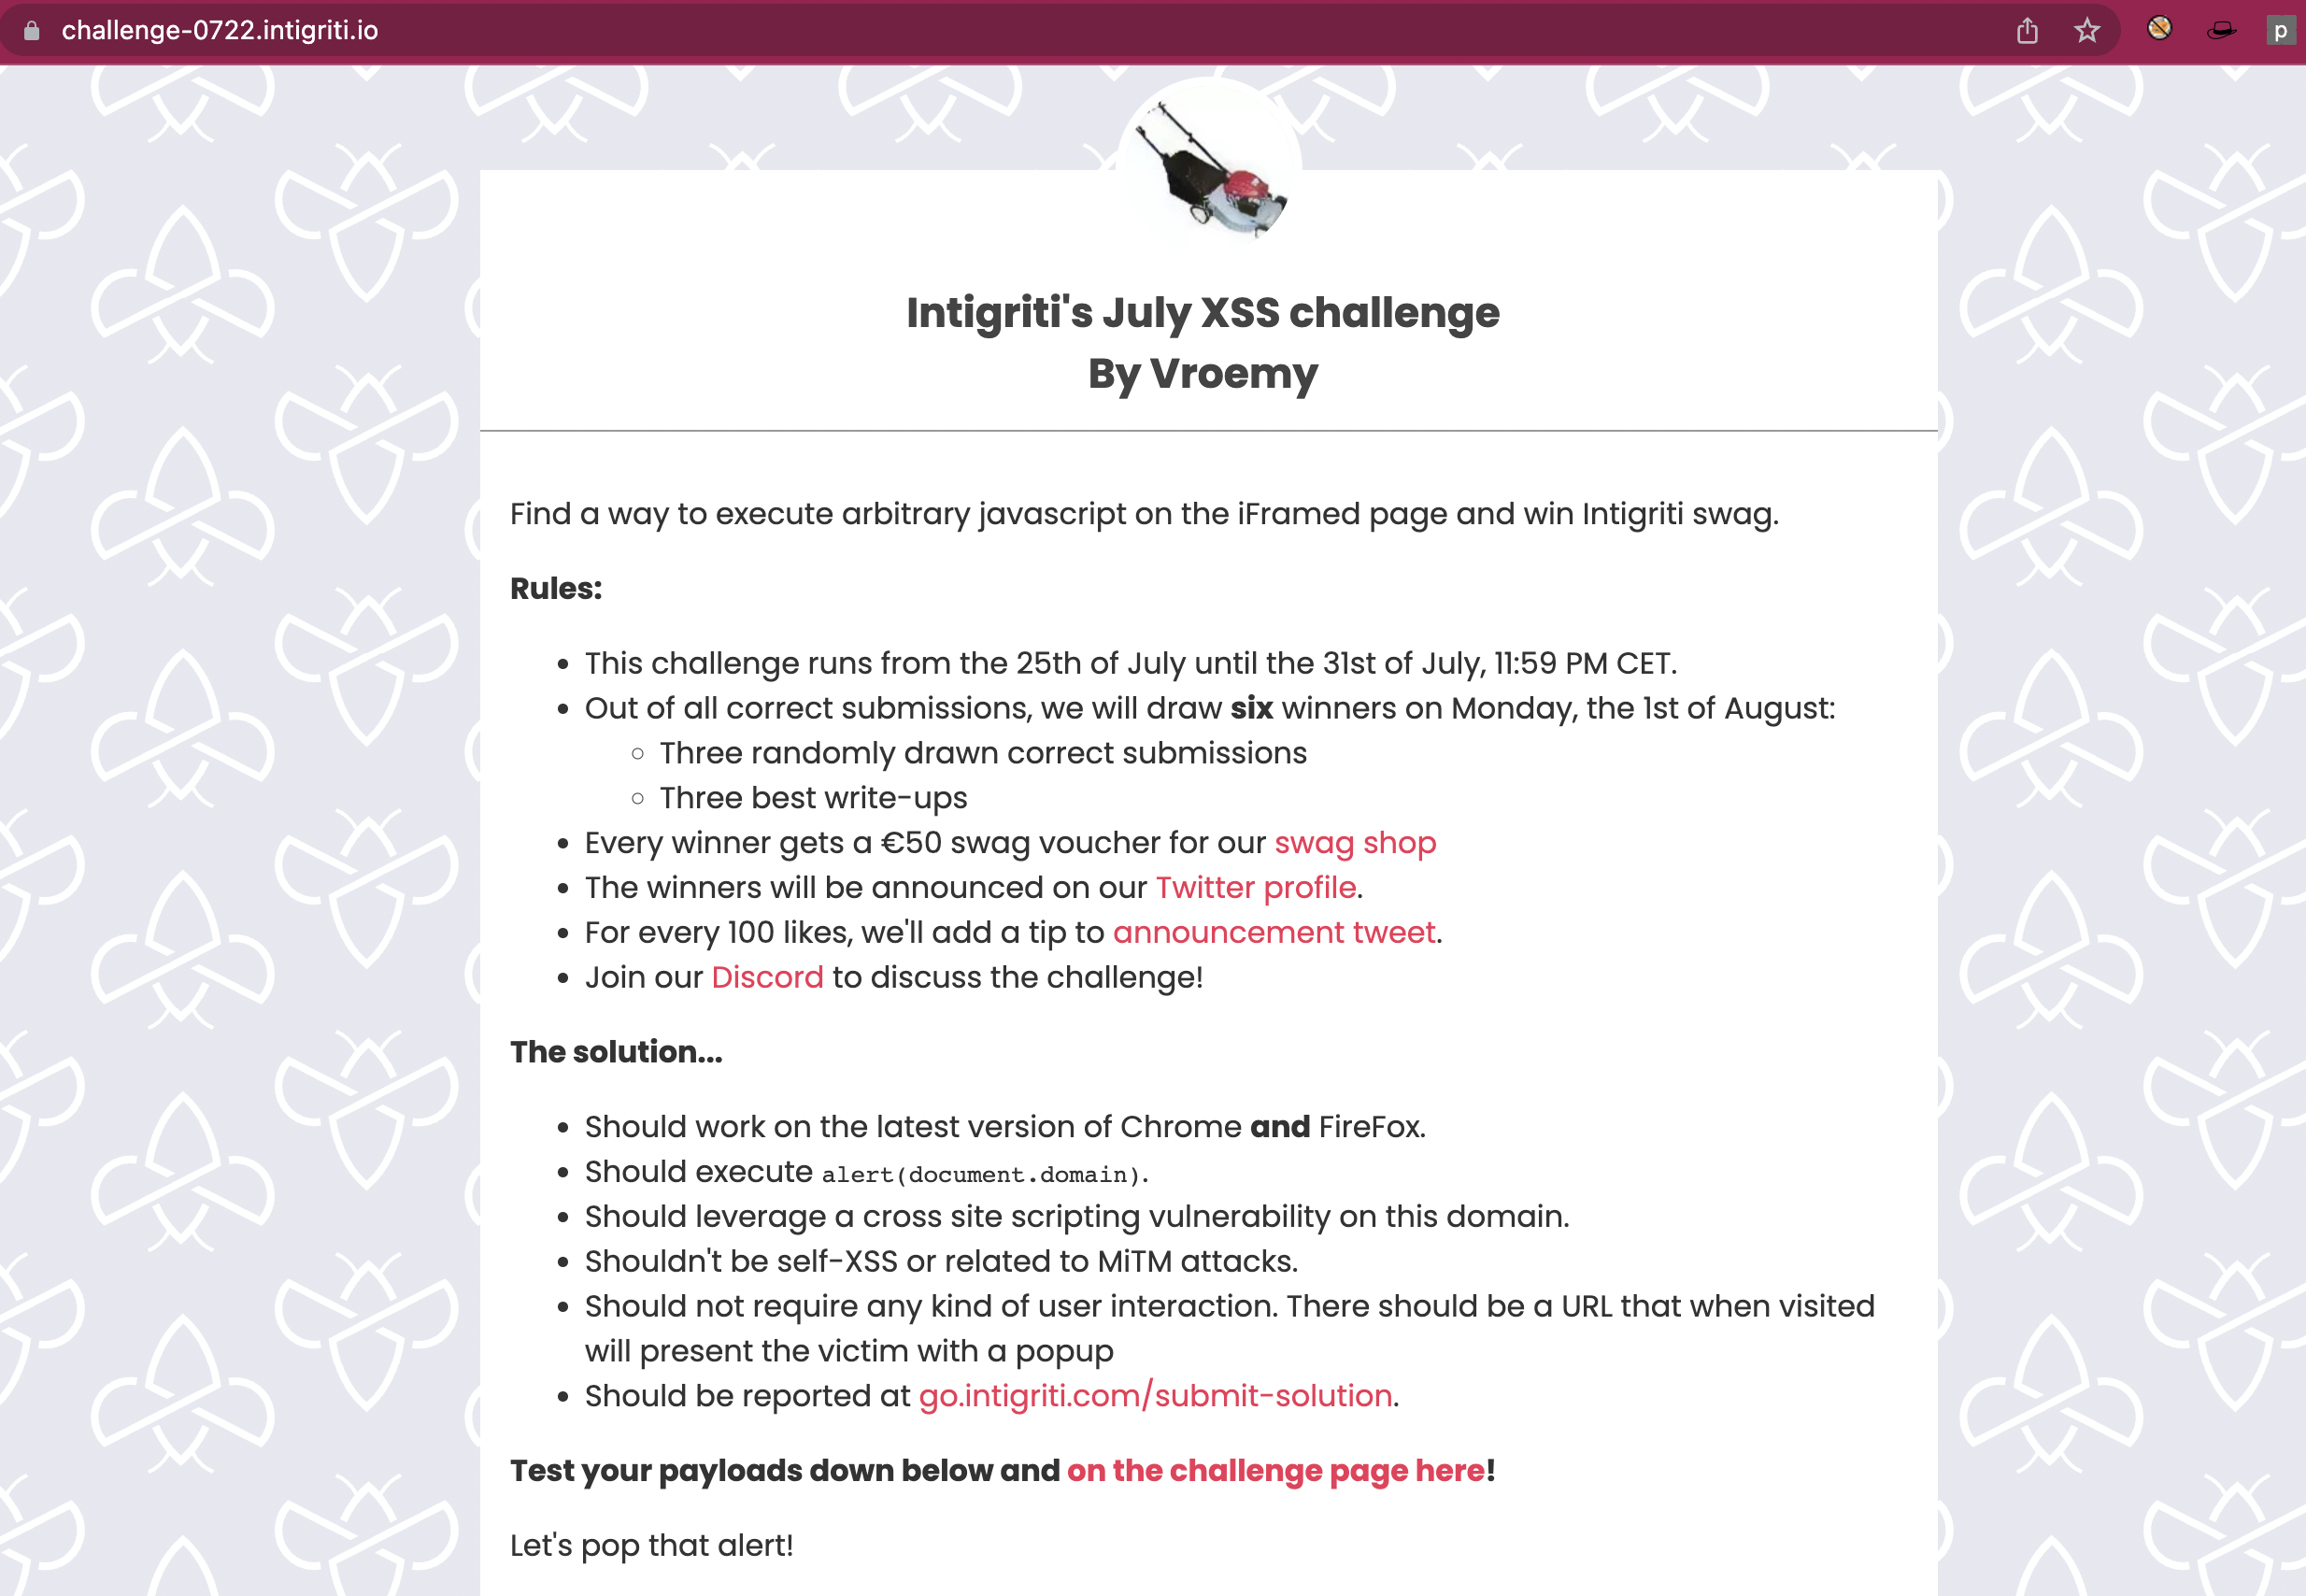 challenge-0722.intigriti.io
p
Intigriti's July XSS challenge
By Vroemy
Find a way to execute arbitrary javascript on the iFramed page and win Intigriti swag.
Rules:
• This challenge runs from the 25th of July until the 31st of July, 11:59 PM CET.
• Out of all correct submissions, we will draw six winners on Monday, the 1st of August:
◦ Three randomly drawn correct submissions
◦ Three best write-ups
• Every winner gets a €50 swag voucher for our swag shop
• The winners will be announced on our Twitter profile.
• For every 100 likes, we'll add a tip to announcement tweet.
• Join our Discord to discuss the challenge!
The solution...
• Should work on the latest version of Chrome and FireFox.
• Should execute alert(document.domain).
• Should leverage a cross site scripting vulnerability on this domain.
• Shouldn't be self-XSS or related to MiTM attacks.
• Should not require any kind of user interaction. There should be a URL that when visited
will present the victim with a popup
• Should be reported at go.intigriti.com/submit-solution.
Test your payloads down below and on the challenge page here!
Let's pop that alert!